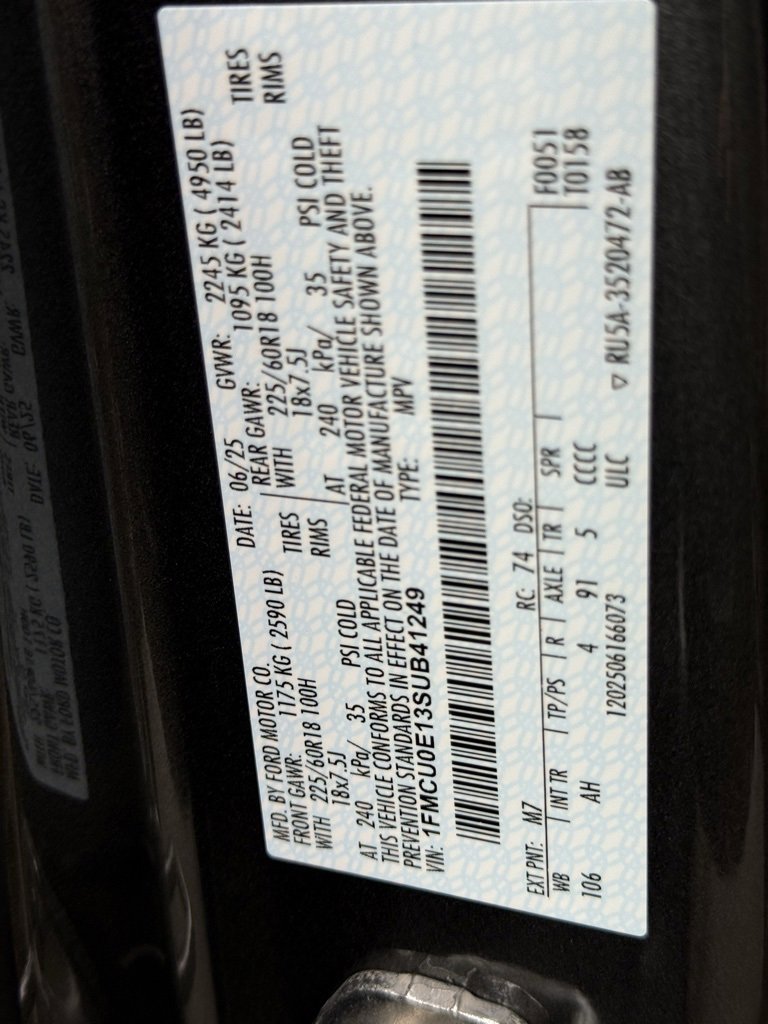 MFD. BY FORD MOTOR CO.
DATE: 06/25 GVWR: 2245 KG ( 4950 LB)
FRONT GAWR: 1175 KG ( 2590 LB) REAR GAWR: 1095 KG ( 2414 LB)
WITH 225/60R18 100H TIRES WITH 225/60R18 100H TIRES
18x7.5J RIMS 18x7.5J RIMS
AT 240 kPa/ 35 PSI COLD AT 240 kPa/ 35 PSI COLD
THIS VEHICLE CONFORMS TO ALL APPLICABLE FEDERAL MOTOR VEHICLE SAFETY AND THEFT
PREVENTION STANDARDS IN EFFECT ON THE DATE OF MANUFACTURE SHOWN ABOVE.
VIN: 1FMCU0E13SUB41249 TYPE: MPV
EXT PNT: M7 RC: 74 DSO: F0051
WB INT TR TP/PS R AXLE TR SPR T0158
106 AH 4 91 5 CCCC
1202506166073 ULC ▽ RU5A-3520472-AB